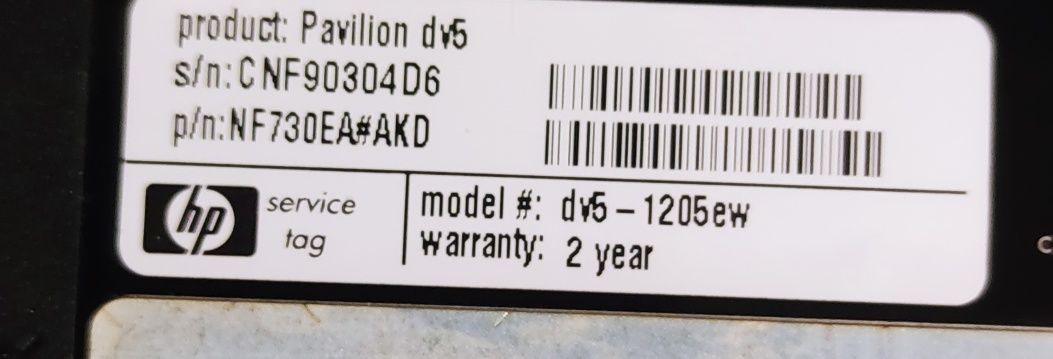 product: Pavilion dv5
s/n:CNF90304D6
p/n:NF730EA#AKD
hp service tag
model #: dv5-1205ew
warranty: 2 year